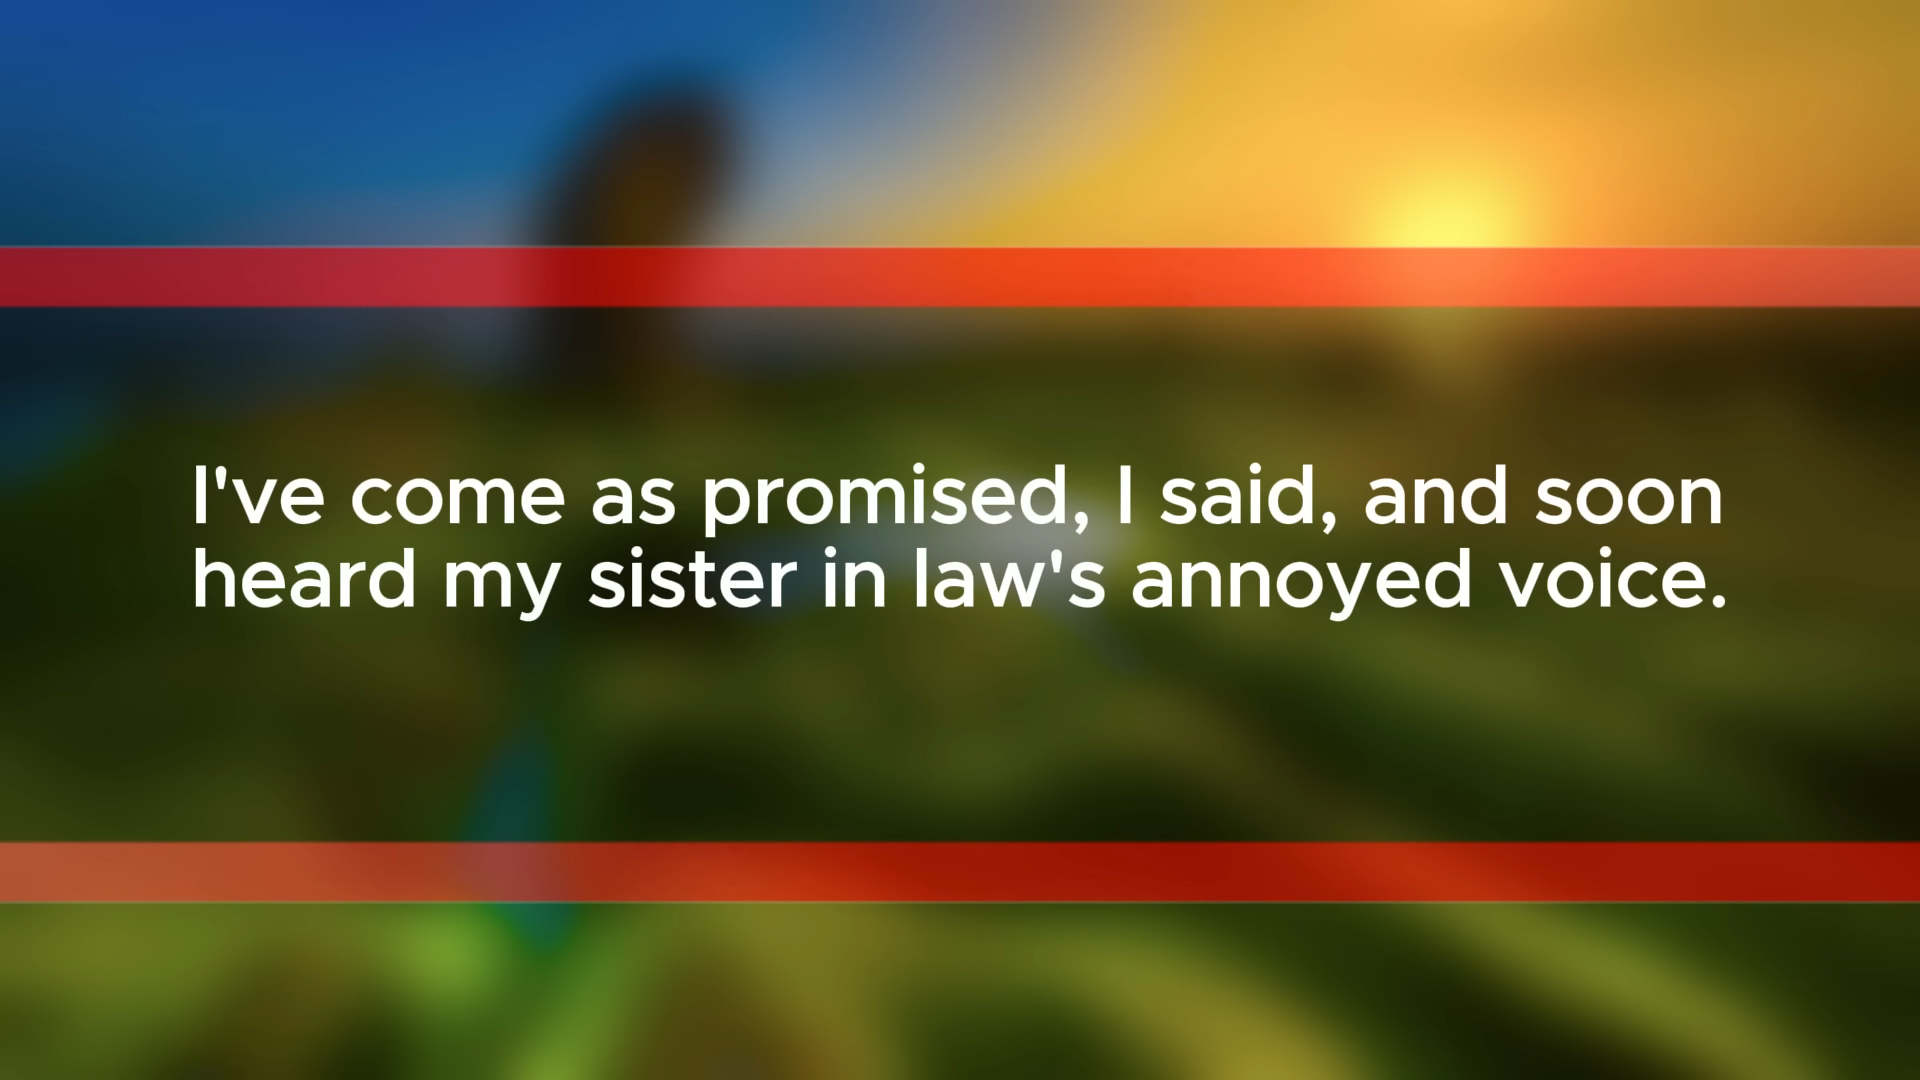 I've come as promised, I said, and soon
heard my sister in law's annoyed voice.